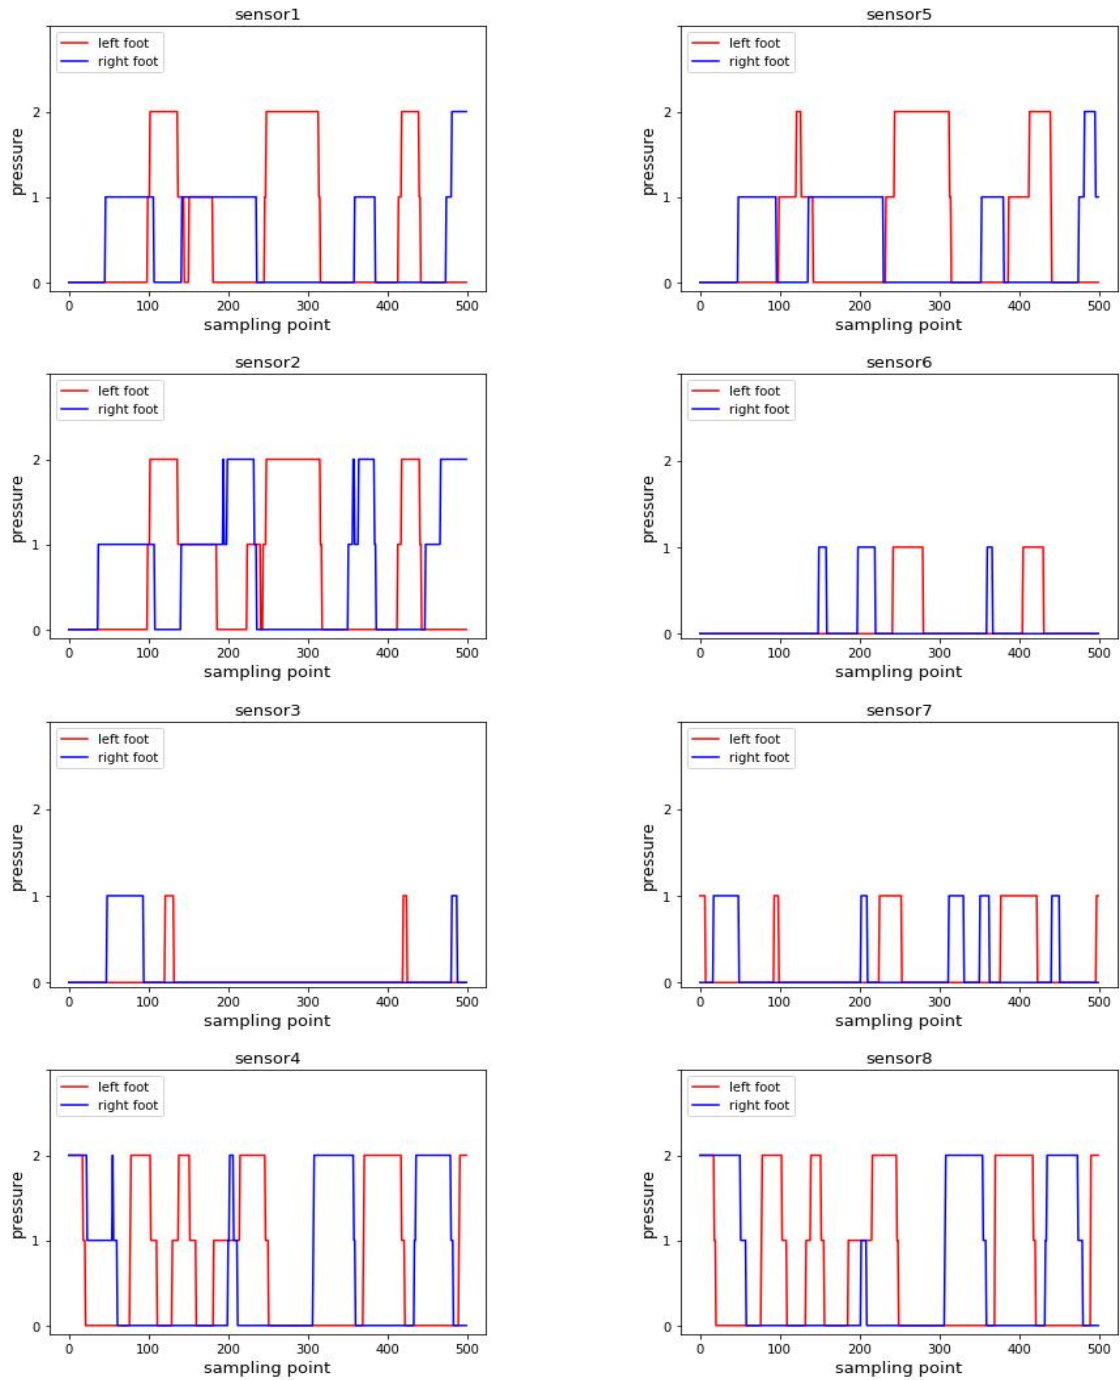 sensor1
left foot
right foot
2
1
0
pressure
0 100 200 300 400 500
sampling point
sensor5
left foot
right foot
2
1
0
pressure
0 100 200 300 400 500
sampling point
sensor2
left foot
right foot
2
1
0
pressure
0 100 200 300 400 500
sampling point
sensor6
left foot
right foot
2
1
0
pressure
0 100 200 300 400 500
sampling point
sensor3
left foot
right foot
2
1
0
pressure
0 100 200 300 400 500
sampling point
sensor7
left foot
right foot
2
1
0
pressure
0 100 200 300 400 500
sampling point
sensor4
left foot
right foot
2
1
0
pressure
0 100 200 300 400 500
sampling point
sensor8
left foot
right foot
2
1
0
pressure
0 100 200 300 400 500
sampling point